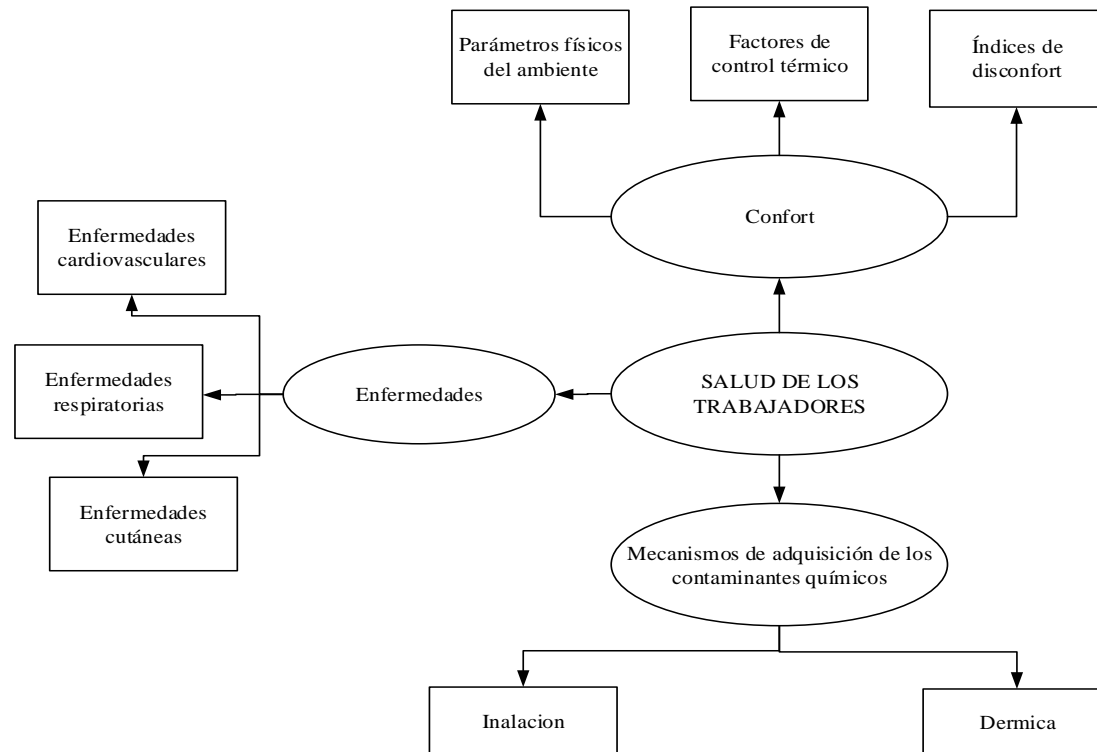 Parámetros físicos
del ambiente
Factores de
control térmico
Índices de
disconfort
Confort
Enfermedades
cardiovasculares
Enfermedades
respiratorias
Enfermedades
cutáneas
Enfermedades
SALUD DE LOS
TRABAJADORES
Mecanismos de adquisición de los
contaminantes químicos
Inalacion
Dermica